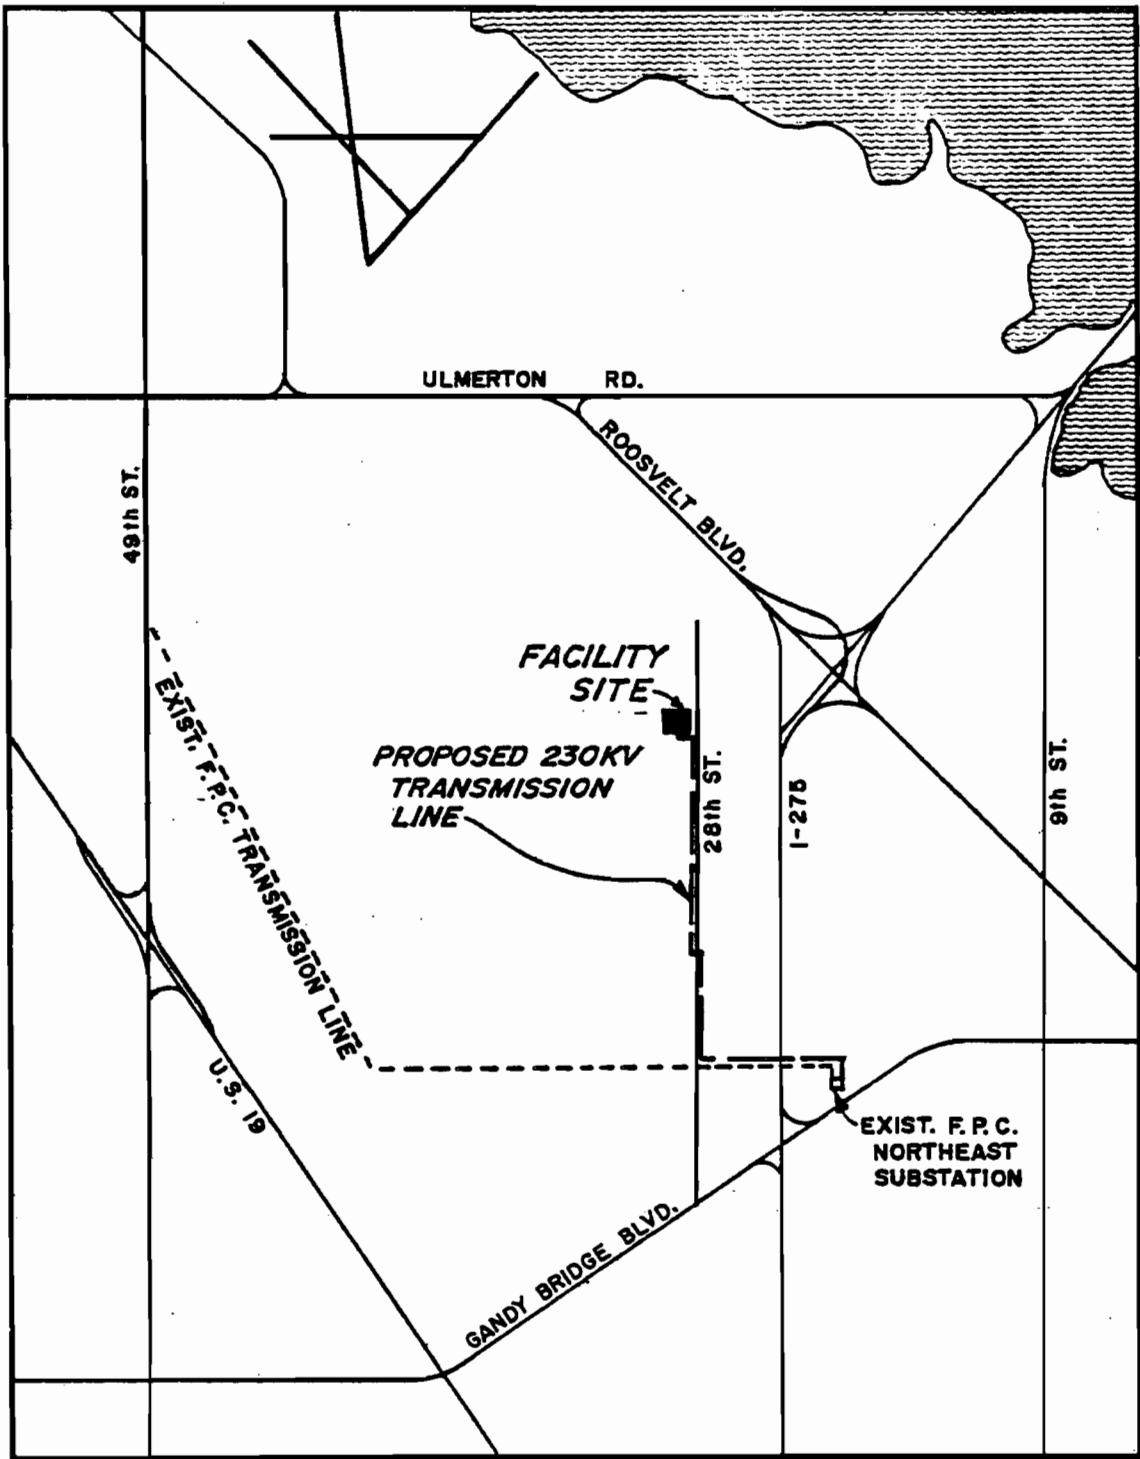 ULMERTON RD.
ROOSVELT BLVD.
49th ST.
FACILITY
SITE
EXIST. F.P.C. TRANSMISSION LINE
PROPOSED 230KV
TRANSMISSION
LINE
28th ST.
I-275
9th ST.
U.S. 19
EXIST. F.P.C.
NORTHEAST
SUBSTATION
GANDY BRIDGE BLVD.